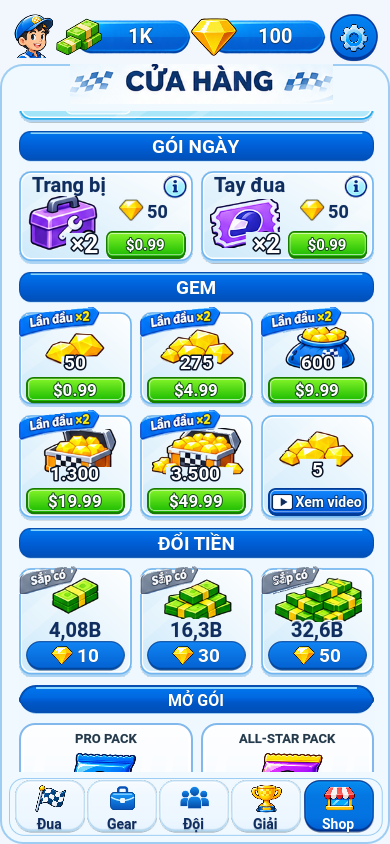 1K
100
CỬA HÀNG
GÓI NGÀY
Trang bị
i
50
x2
$0.99
Tay đua
i
50
x2
$0.99
GEM
Lần đầu x2
50
$0.99
Lần đầu x2
275
$4.99
Lần đầu x2
600
$9.99
Lần đầu x2
1.300
$19.99
Lần đầu x2
3.500
$49.99
5
Xem video
ĐỔI TIỀN
Sắp có
4,08B
10
Sắp có
16,3B
30
Sắp có
32,6B
50
MỞ GÓI
PRO PACK
ALL-STAR PACK
Đua
Gear
Đội
Giải
Shop